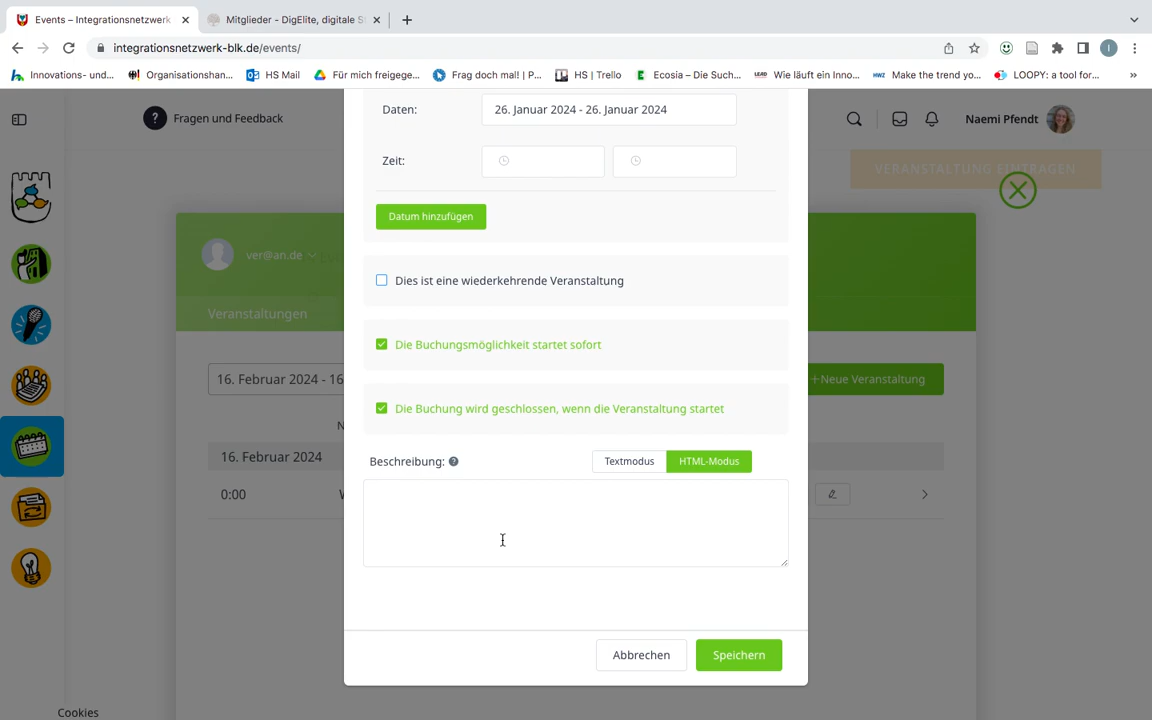 Events – Integrationsnetzwerk
Mitglieder - DigElite, digitale S
integrationsnetzwerk-blk.de/events/
Innovations- und...
Organisationshan...
HS Mail
Für mich freigege...
Frag doch mal! | P...
HS | Trello
Ecosia – Die Such...
LEAD
Wie läuft ein Inno...
MWZ
Make the trend yo...
LOOPY: a tool for...
Fragen und Feedback
Naemi Pfendt
VERANSTALTUNG EINTRAGEN
ver@an.de
Veranstaltungen
16. Februar 2024 - 16
+Neue Veranstaltung
16. Februar 2024
0:00
Daten:
26. Januar 2024 - 26. Januar 2024
Zeit:
Datum hinzufügen
Dies ist eine wiederkehrende Veranstaltung
Die Buchungsmöglichkeit startet sofort
Die Buchung wird geschlossen, wenn die Veranstaltung startet
Beschreibung:
Textmodus
HTML-Modus
Abbrechen
Speichern
Cookies